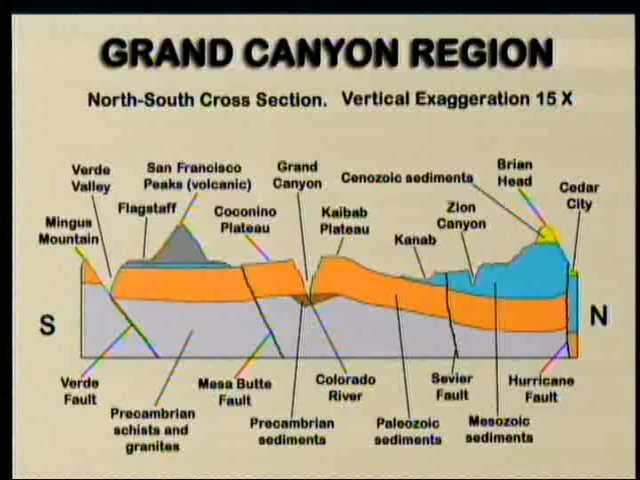 GRAND CANYON REGION
North-South Cross Section. Vertical Exaggeration 15 X
Verde
Valley
San Francisco
Peaks (volcanic)
Grand
Canyon
Cenozoic sediments
Brian
Head
Cedar
City
Mingus
Mountain
Flagstaff
Coconino
Plateau
Kaibab
Plateau
Kanab
Zion
Canyon
S
N
Verde
Fault
Precambrian
schists and
granites
Mesa Butte
Fault
Precambrian
sediments
Colorado
River
Paleozoic
sediments
Sevier
Fault
Mesozoic
sediments
Hurricane
Fault